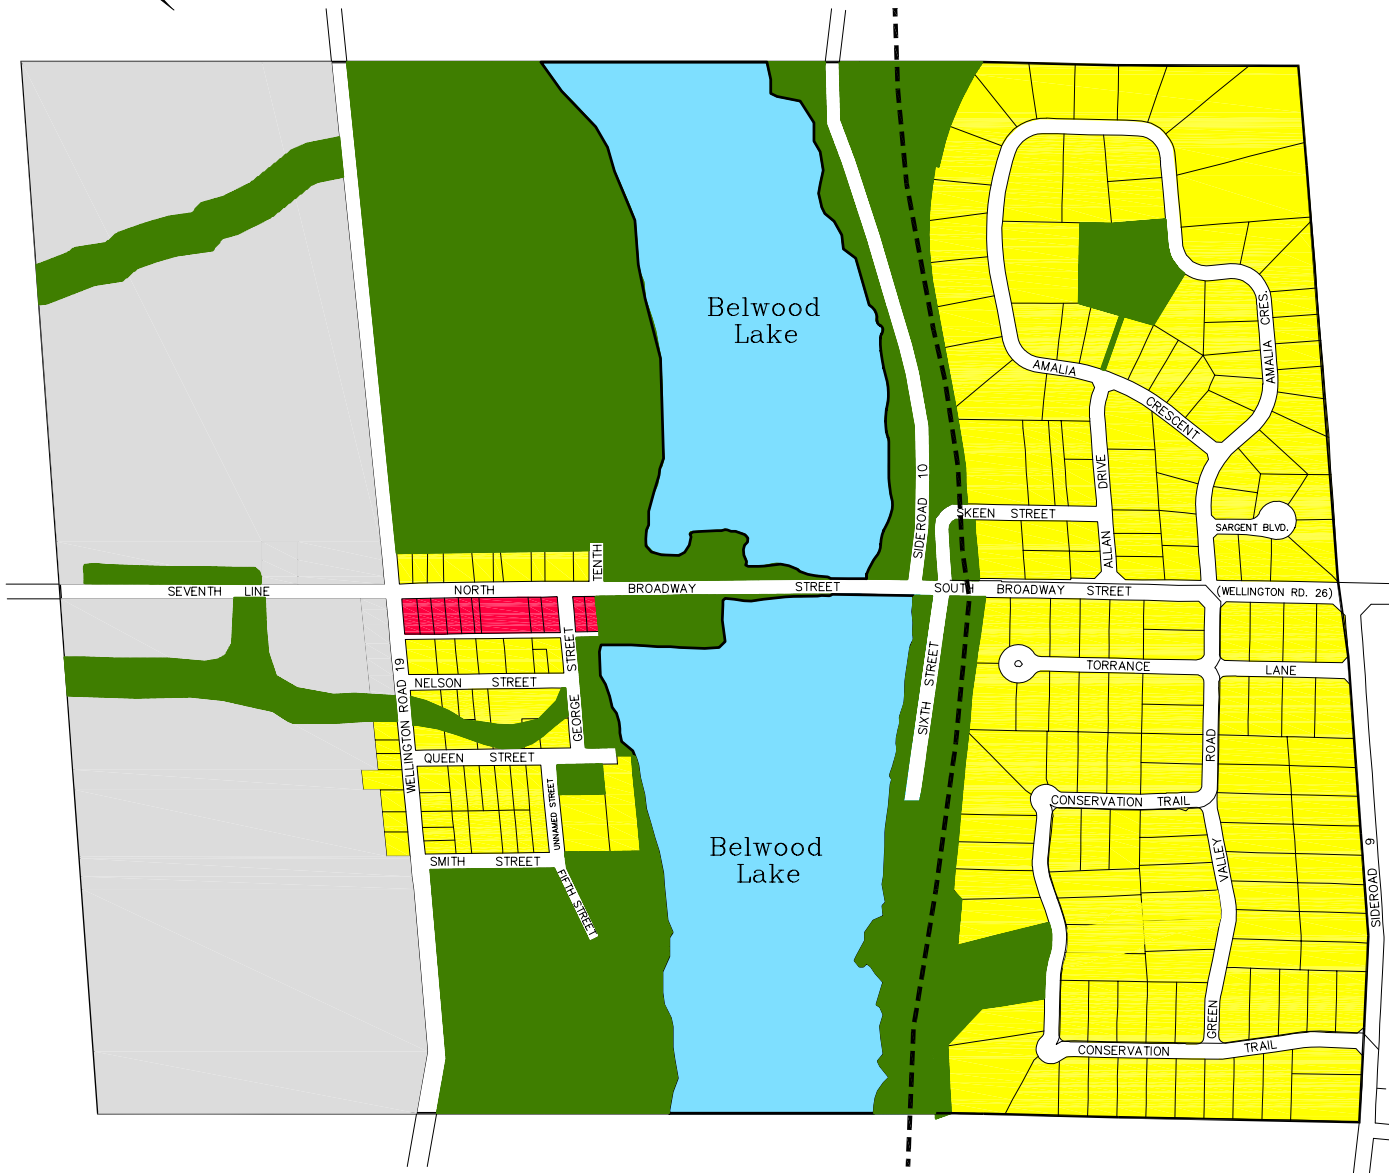 Belwood
Lake
AMALIA CRES.
AMALIA CRES.
AMALIA
CRESCENT
SIDEROAD 10
DRIVE
ALLAN
SKEEN STREET
SARGENT BLVD.
TENTH
SEVENTH LINE
NORTH
BROADWAY STREET
SOUTH
BROADWAY STREET
(WELLINGTON RD. 26)
STREET
GEORGE
WELLINGTON ROAD 19
NELSON STREET
SIXTH STREET
TORRANCE
LANE
QUEEN STREET
ROAD
UNNAMED STREET
CONSERVATION TRAIL
Belwood
Lake
SMITH STREET
VALLEY
SIDEROAD 9
FIFTH STREET
GREEN
CONSERVATION
TRAIL